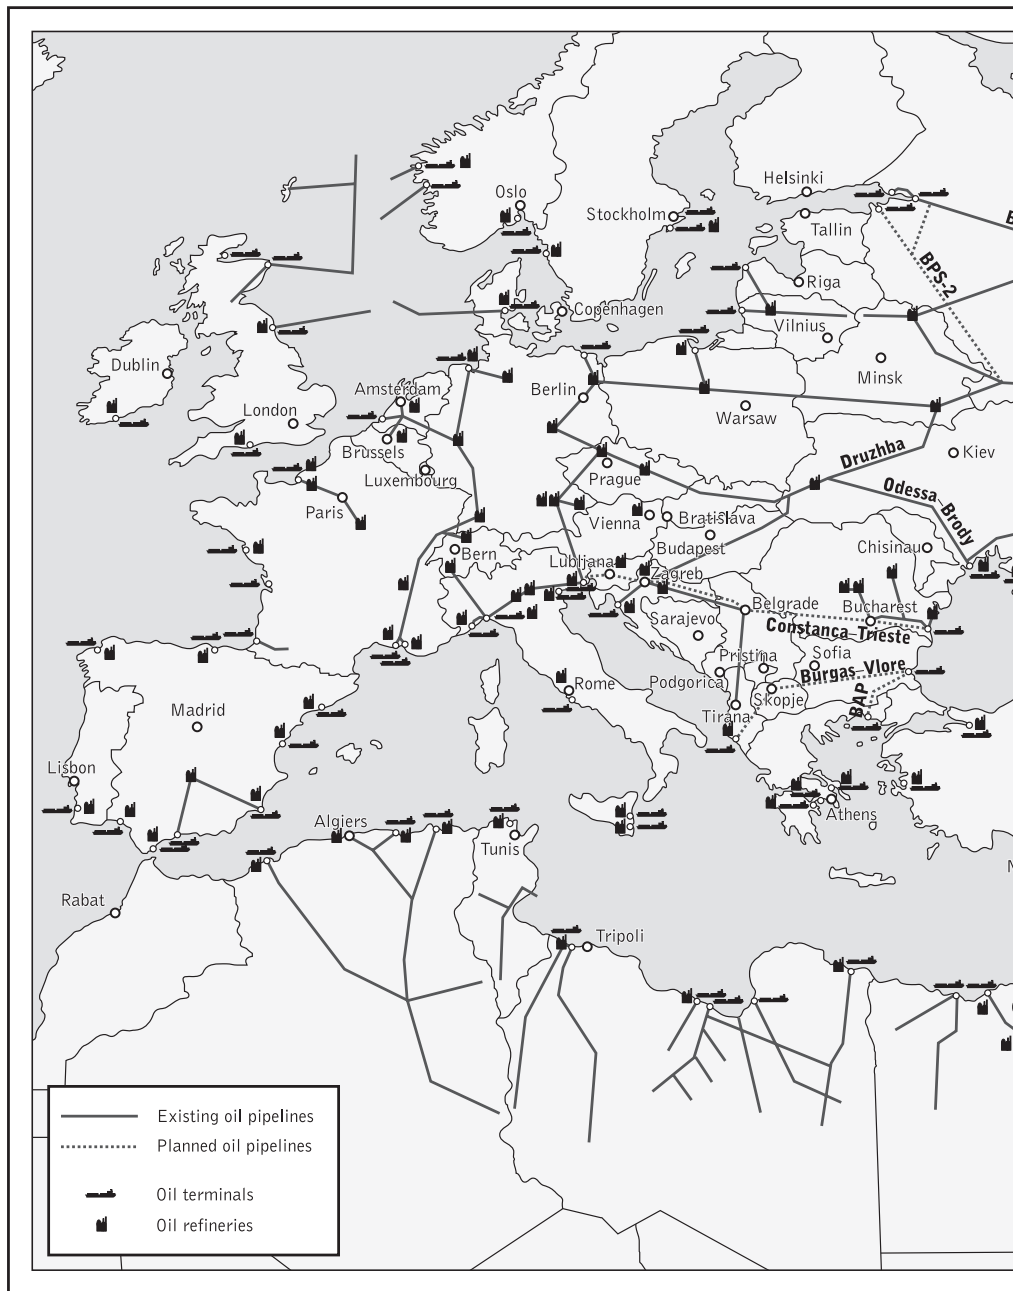 Helsinki
Oslo
Stockholm
Tallin
B
BPS-2
Riga
Copenhagen
Vilnius
Dublin
Minsk
Amsterdam
Berlin
London
Warsaw
Brussels
Druzhba
Kiev
Luxembourg
Prague
Odessa–Brody
Paris
Vienna
Bratislava
Budapest
Chisinau
Bern
Lubljana
Zagreb
Belgrade
Bucharest
Sarajevo
Constanca–Trieste
Pristina
Sofia
Burgas–Vlore
Podgorica
Rome
Skopje
BAP
Madrid
Tirana
Lisbon
Athens
Algiers
Tunis
N
Rabat
Tripoli
Existing oil pipelines
Planned oil pipelines
Oil terminals
Oil refineries